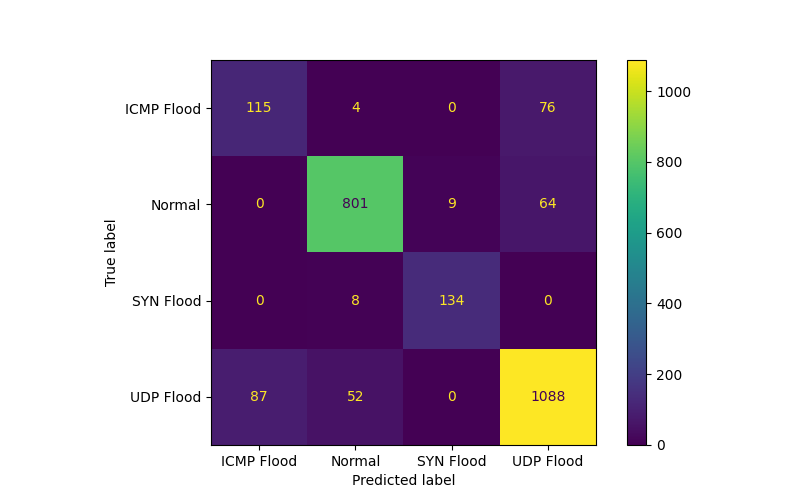 ICMP Flood 115 4 0 76 1000
800
Normal 0 801 9 64
600
True label
SYN Flood 0 8 134 0 400
200
UDP Flood 87 52 0 1088
0
ICMP Flood Normal SYN Flood UDP Flood
Predicted label